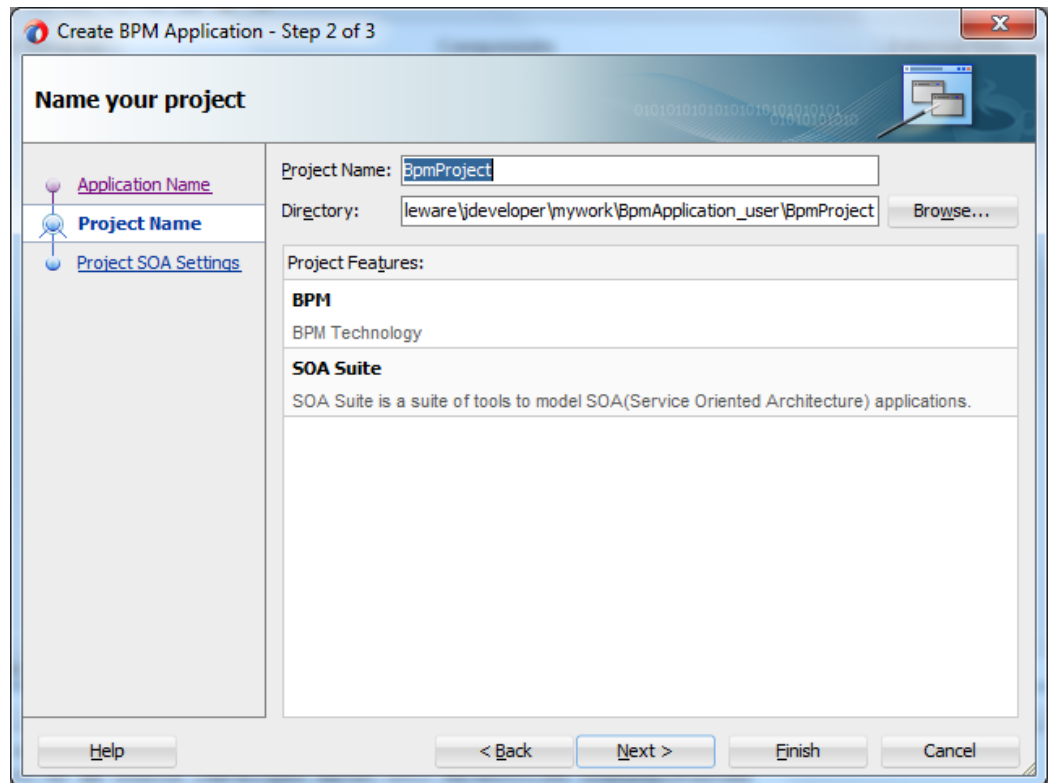 Create BPM Application - Step 2 of 3
Name your project
Application Name
Project Name
Project SOA Settings
Project Name: BpmProject
Directory: leware\jdeveloper\mywork\BpmApplication_user\BpmProject Browse...
Project Features:
BPM
BPM Technology
SOA Suite
SOA Suite is a suite of tools to model SOA(Service Oriented Architecture) applications.
Help < Back Next > Finish Cancel